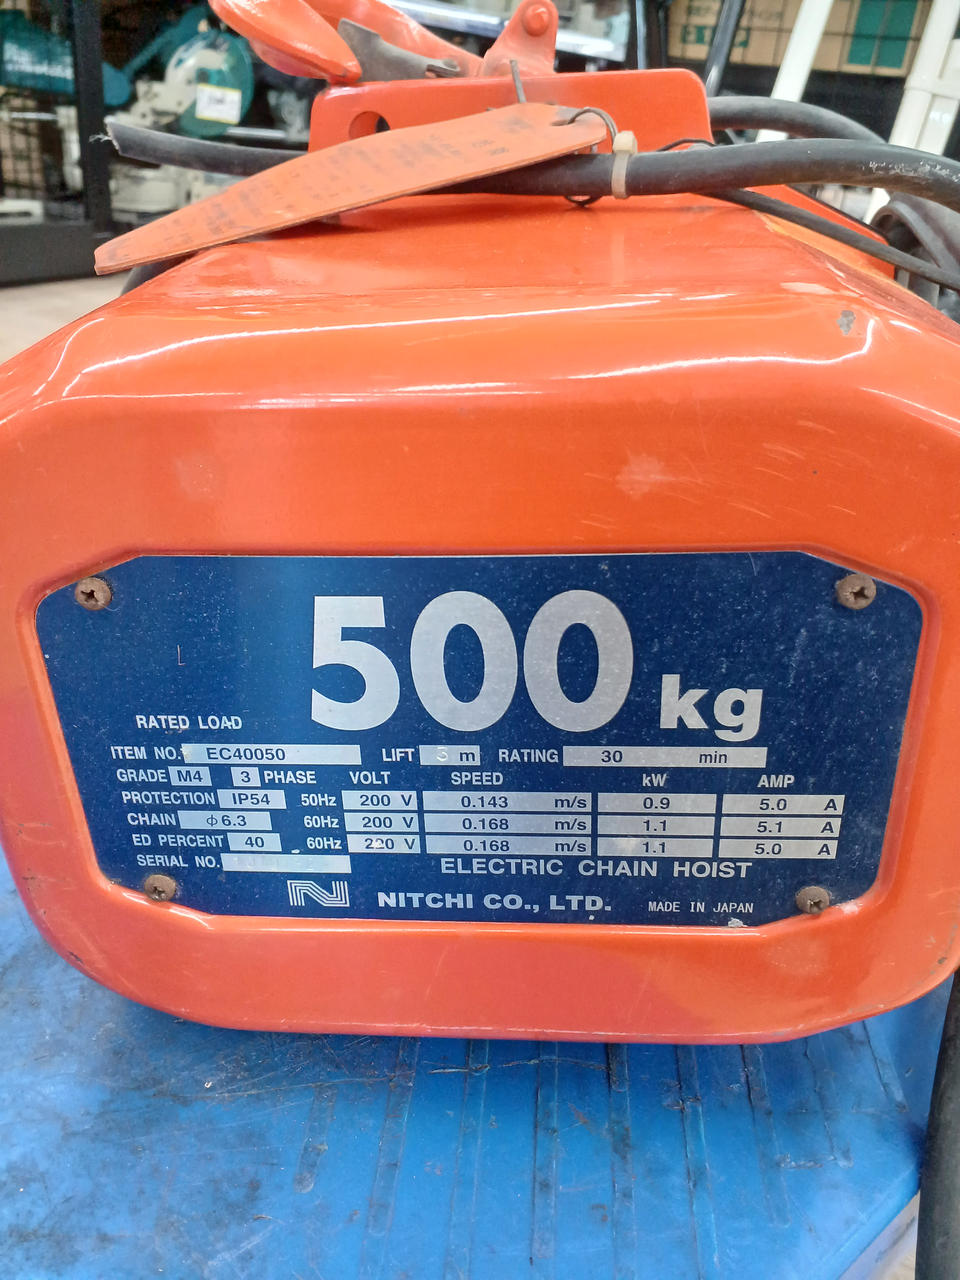 500 kg
RATED LOAD
ITEM NO. EC40050 LIFT 3 m RATING 30 min
GRADE M4 3 PHASE VOLT SPEED kW AMP
PROTECTION IP54 50Hz 200 V 0.143 m/s 0.9 5.0 A
CHAIN φ6.3 60Hz 200 V 0.168 m/s 1.1 5.1 A
ED PERCENT 40 60Hz 220 V 0.168 m/s 1.1 5.0 A
SERIAL NO.
ELECTRIC CHAIN HOIST
NITCHI CO., LTD. MADE IN JAPAN